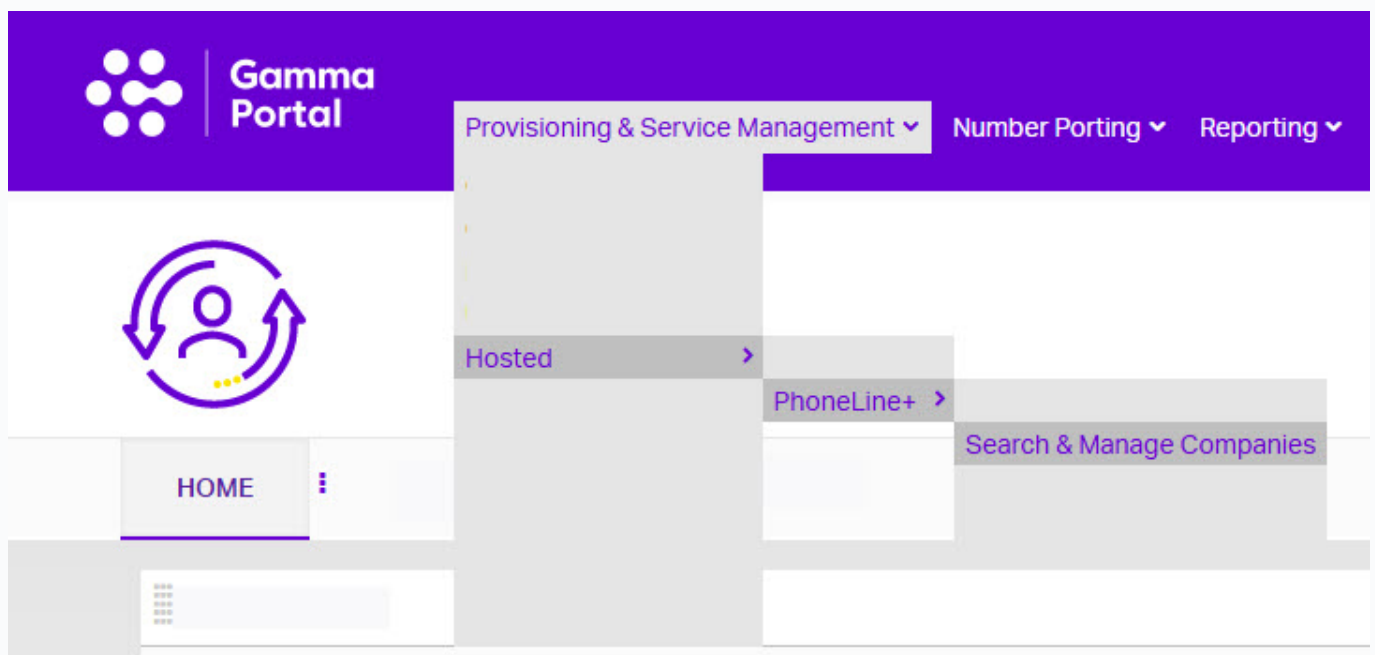 Gamma
Portal
Provisioning & Service Management
Number Porting
Reporting
Hosted
PhoneLine+
Search & Manage Companies
HOME